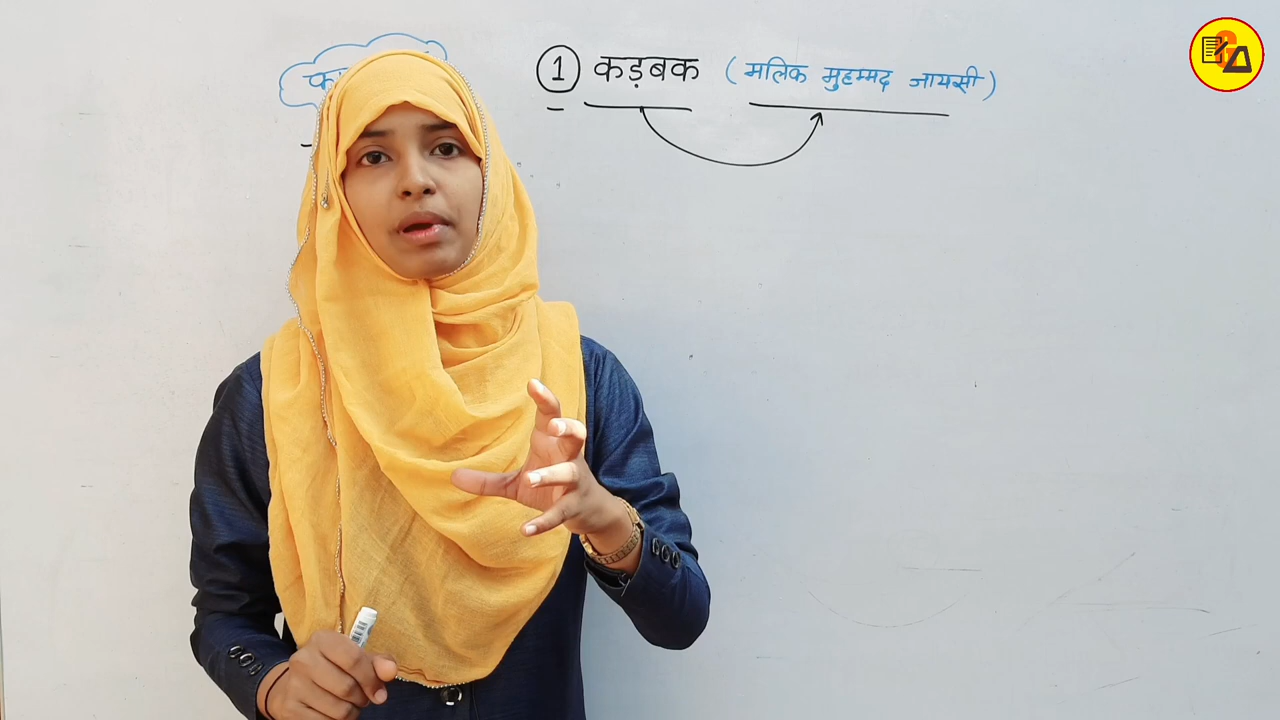 ① कड़बक (मलिक मुहम्मद जायसी)